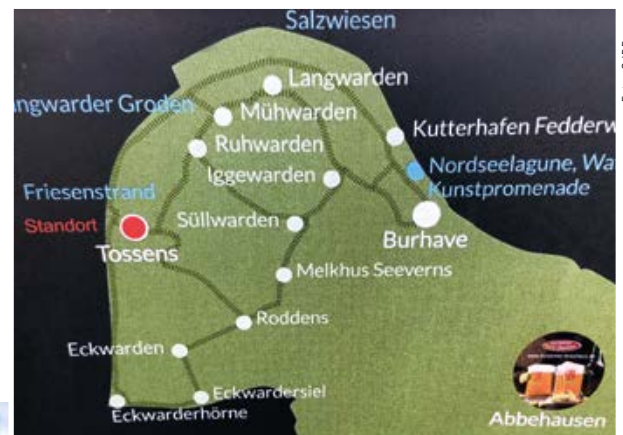 Salzwiesen
Langwarden
angwarder Groden
Mühwarden
Kutterhafen Fedderw
Ruhwarden
Iggewarden
Nordseelagune, Wa
Kunstpromenade
Friesenstrand
Standort
Süllwarden
Tossens
Burhave
Melkhus Seeverns
Roddens
Eckwarden
Eckwardersiel
Eckwarderhörne
Abbehausen